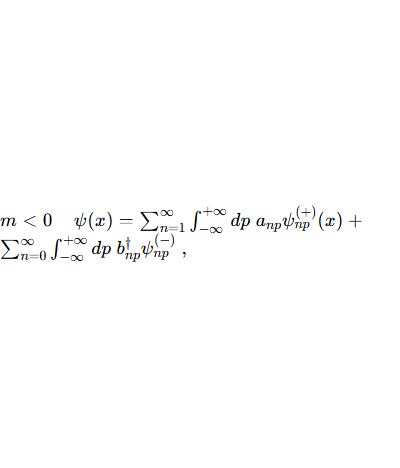 m < 0 ψ(x) = ∑_{n=1}^{∞} ∫_{−∞}^{+∞} dp a_{np} ψ_{np}^{(+)}(x) +
∑_{n=0}^{∞} ∫_{−∞}^{+∞} dp b_{np}^{†} ψ_{np}^{(−)} ,